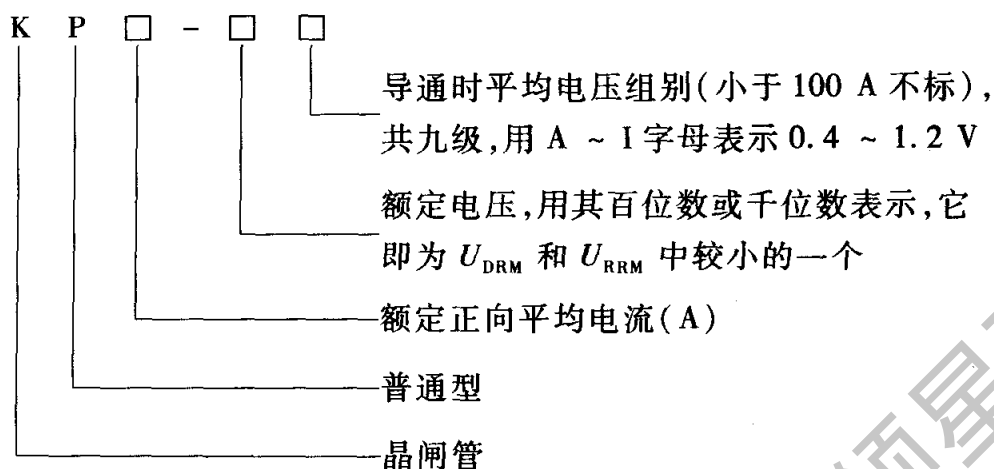 K P □ - □ □
导通时平均电压组别(小于 100 A 不标),
共九级,用 A ~ I 字母表示 0.4 ~ 1.2 V
额定电压,用其百位数或千位数表示,它
即为 U_DRM 和 U_RRM 中较小的一个
额定正向平均电流(A)
普通型
晶闸管